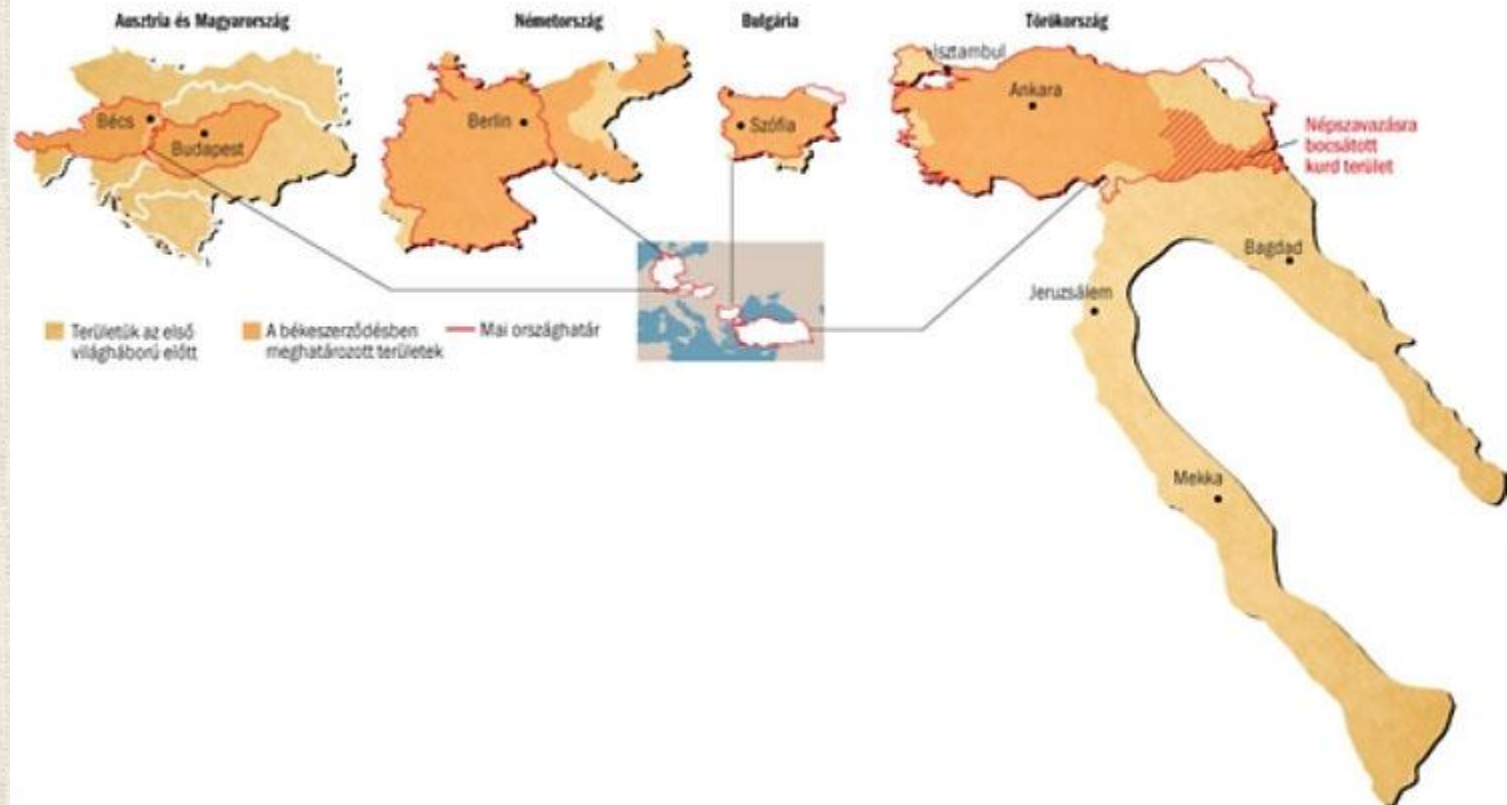 Ausztria és Magyarország
Németország
Bulgária
Törökország
Bécs
Budapest
Berlin
Szófia
Isztambul
Ankara
Népszavazásra
bocsátott
kurd terület
Bagdad
Jeruzsálem
Mekka
Területük az első
világháború előtt
A békeszerződésben
meghatározott területek
Mai országhatár